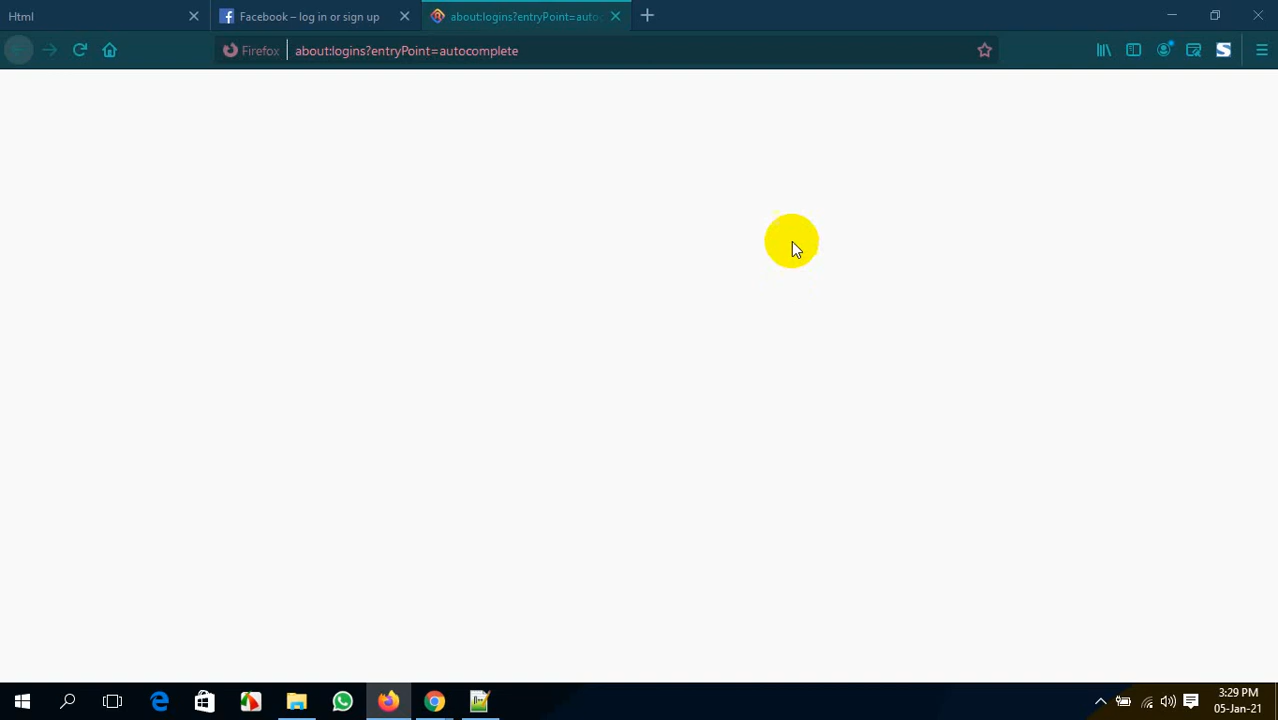 Html
Facebook – log in or sign up
about:logins?entryPoint=auto
Firefox
about:logins?entryPoint=autocomplete
3:29 PM
05-Jan-21